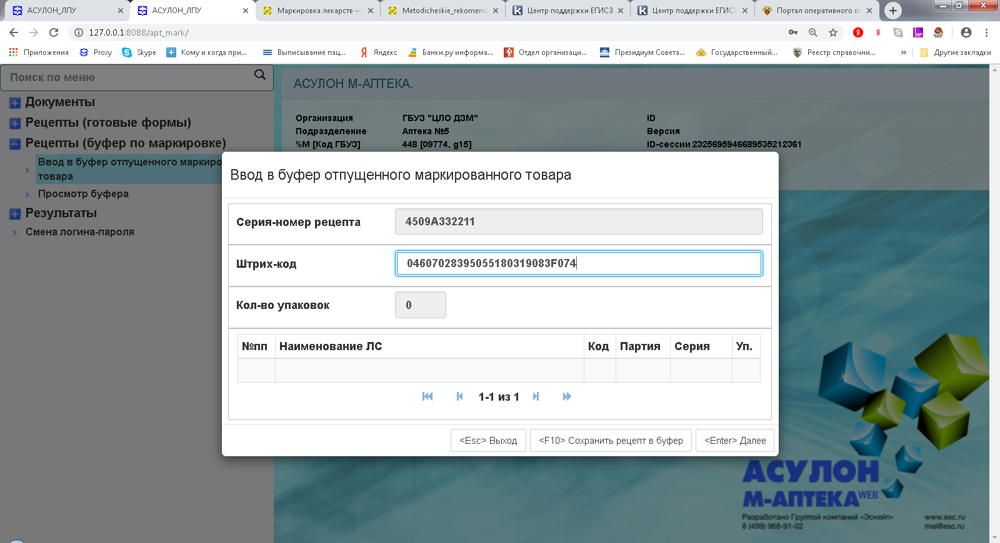 АСУЛОН_ЛПУ
АСУЛОН_ЛПУ
Маркировка лекарств —
Metodicheskie_rekomend
Центр поддержки ЕГИСЗ
Центр поддержки ЕГИСЗ
Портал оперативного вз
127.0.0.1:8088/apt_mark/
Приложения
Proxy
Skype
Кому и когда при...
Выписывание пац...
Яндекс
Банки.ру информа...
Отдел организаци...
Президиум Совета...
Государственный...
Реестр справочни...
»
Другие закладки
Поиск по меню
Документы
Рецепты (готовые формы)
Рецепты (буфер по маркировке)
Ввод в буфер отпущенного маркиро
товара
Просмотр буфера
Результаты
Смена логина-пароля
АСУЛОН М-АПТЕКА.
Организация ГБУЗ "ЦЛО ДЗМ" ID
Подразделение Аптека №5 Версия
%М [Код ГБУЗ] 448 [09774, g15] ID-сессии 2325695946689535212361
Ввод в буфер отпущенного маркированного товара
Серия-номер рецепта 4509А332211
Штрих-код 04607028395055180319083F074
Кол-во упаковок 0
№пп Наименование ЛС Код Партия Серия Уп.
1-1 из 1
<Esc> Выход
<F10> Сохранить рецепт в буфер
<Enter> Далее
АСУЛОН
М-АПТЕКА WEB
Разработано Группой компаний «Эскейп» www.esc.ru
8 (499) 968-91-02 mal@esc.ru